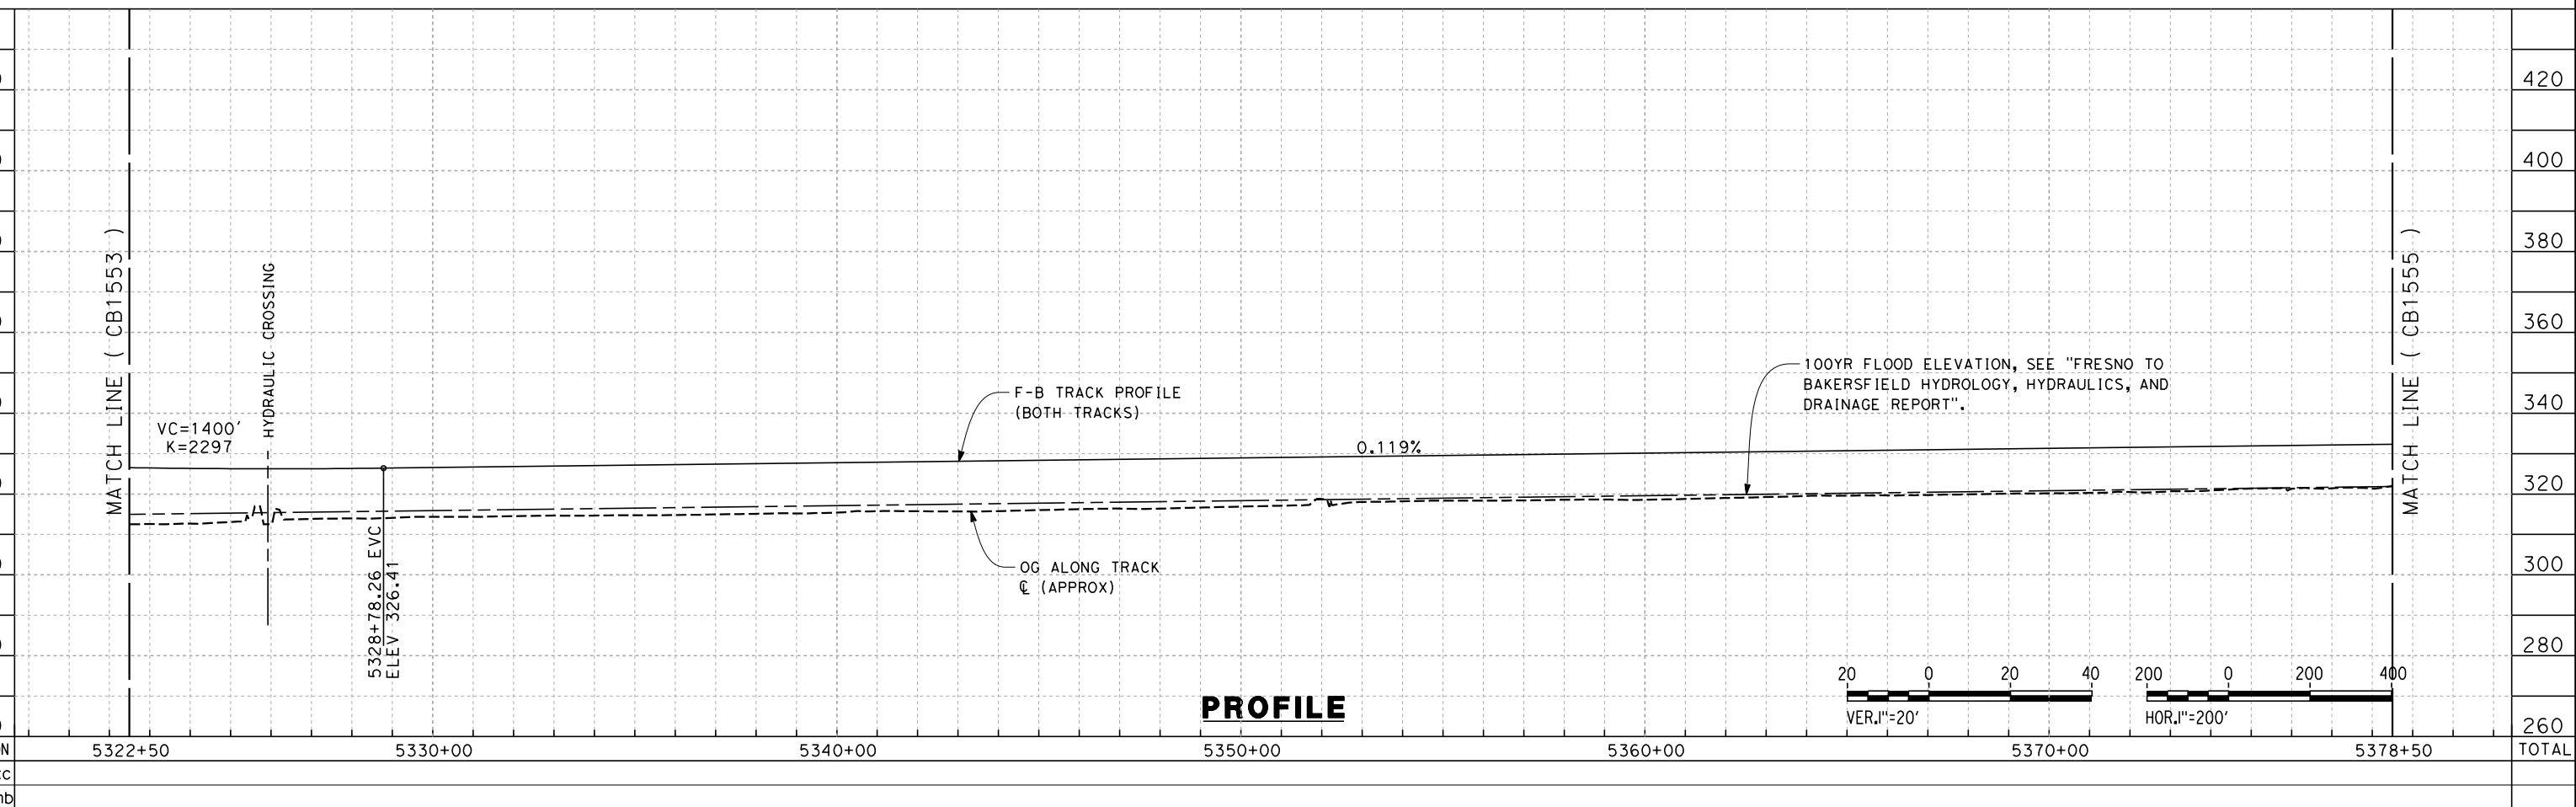 420
400
380
360
340
320
300
280
260
MATCH LINE ( CB1553 )
HYDRAULIC CROSSING
VC=1400'
K=2297
5328+78.26 EVC
ELEV 326.41
F-B TRACK PROFILE
(BOTH TRACKS)
0.119%
OG ALONG TRACK
℄ (APPROX)
100YR FLOOD ELEVATION, SEE "FRESNO TO
BAKERSFIELD HYDROLOGY, HYDRAULICS, AND
DRAINAGE REPORT".
MATCH LINE ( CB1555 )
PROFILE
20 0 20 40
VER.1"=20'
200 0 200 400
HOR.1"=200'
5322+50 5330+00 5340+00 5350+00 5360+00 5370+00 5378+50 TOTAL